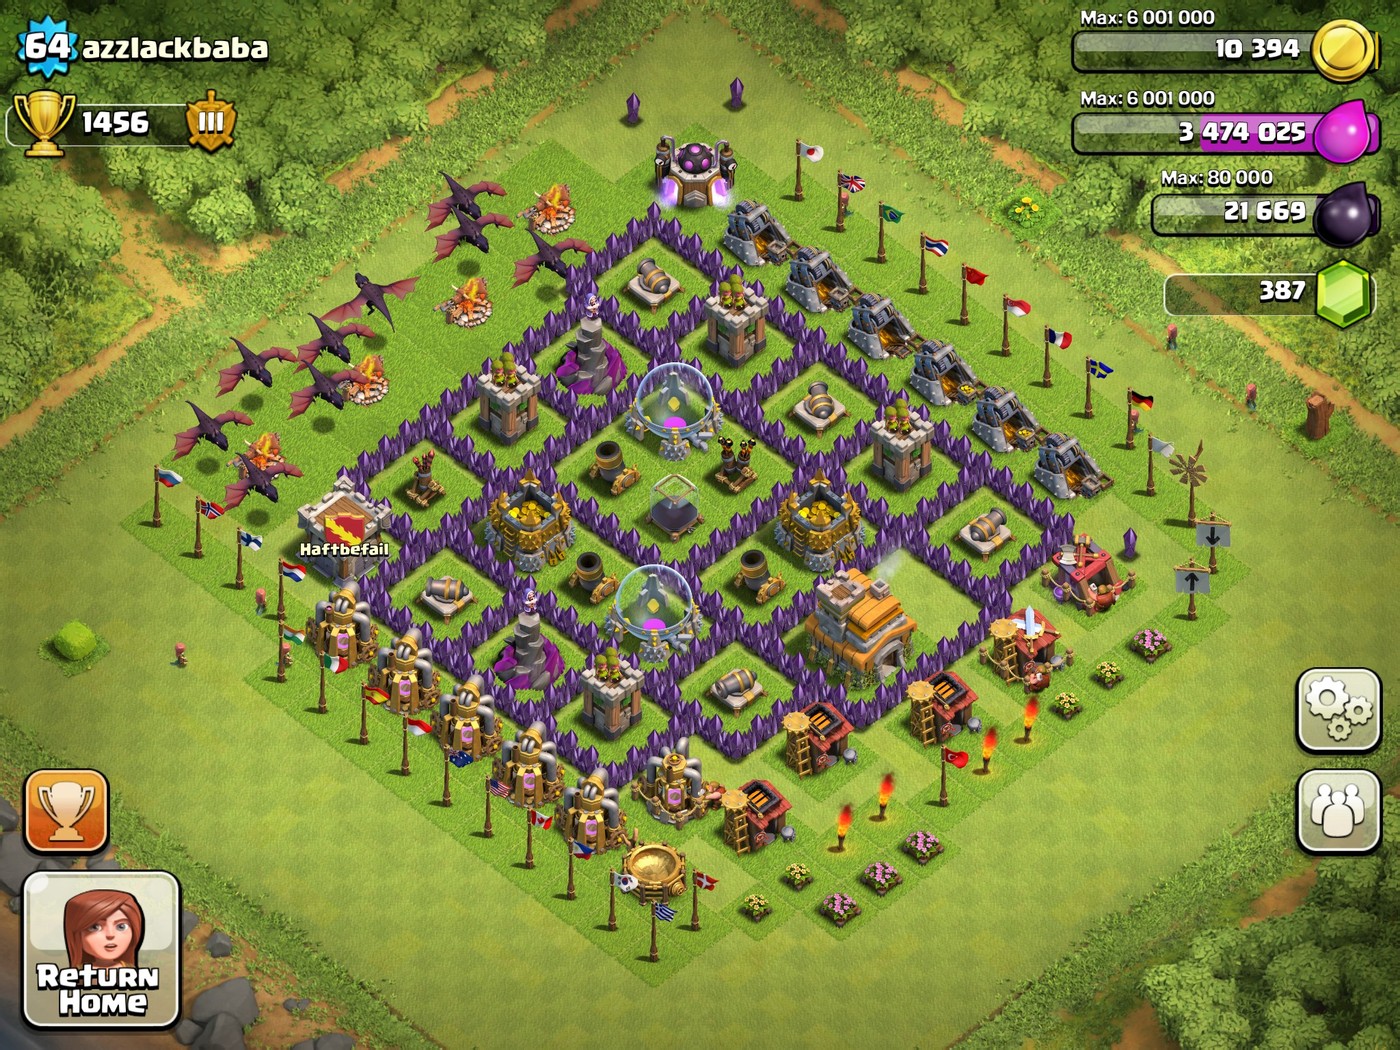 64 azzlackbaba
1456
III
Max: 6 001 000
10 394
Max: 6 001 000
3 474 025
Max: 80 000
21 669
387
Haftbefail
Return
Home